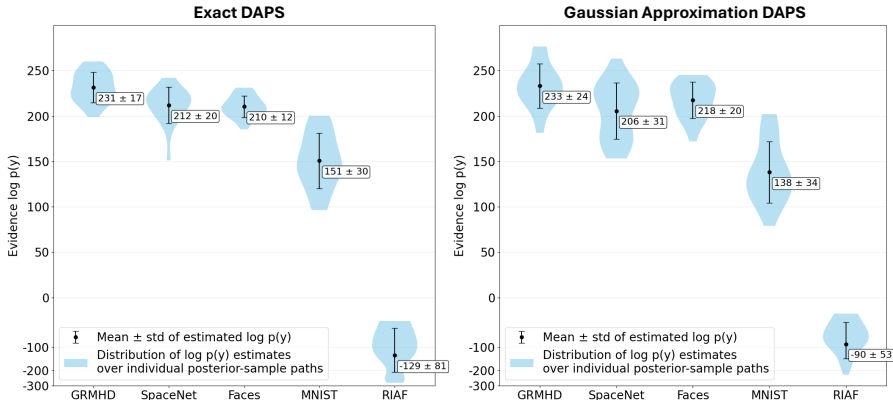 Exact DAPS
Evidence log p(y)
250
200
150
100
50
0
-100
-200
-300
231 ± 17
212 ± 20
210 ± 12
151 ± 30
-129 ± 81
Mean ± std of estimated log p(y)
Distribution of log p(y) estimates
over individual posterior-sample paths
GRMHD
SpaceNet
Faces
MNIST
RIAF
Gaussian Approximation DAPS
Evidence log p(y)
250
200
150
100
50
0
-100
-200
-300
233 ± 24
206 ± 31
218 ± 20
138 ± 34
-90 ± 53
Mean ± std of estimated log p(y)
Distribution of log p(y) estimates
over individual posterior-sample paths
GRMHD
SpaceNet
Faces
MNIST
RIAF